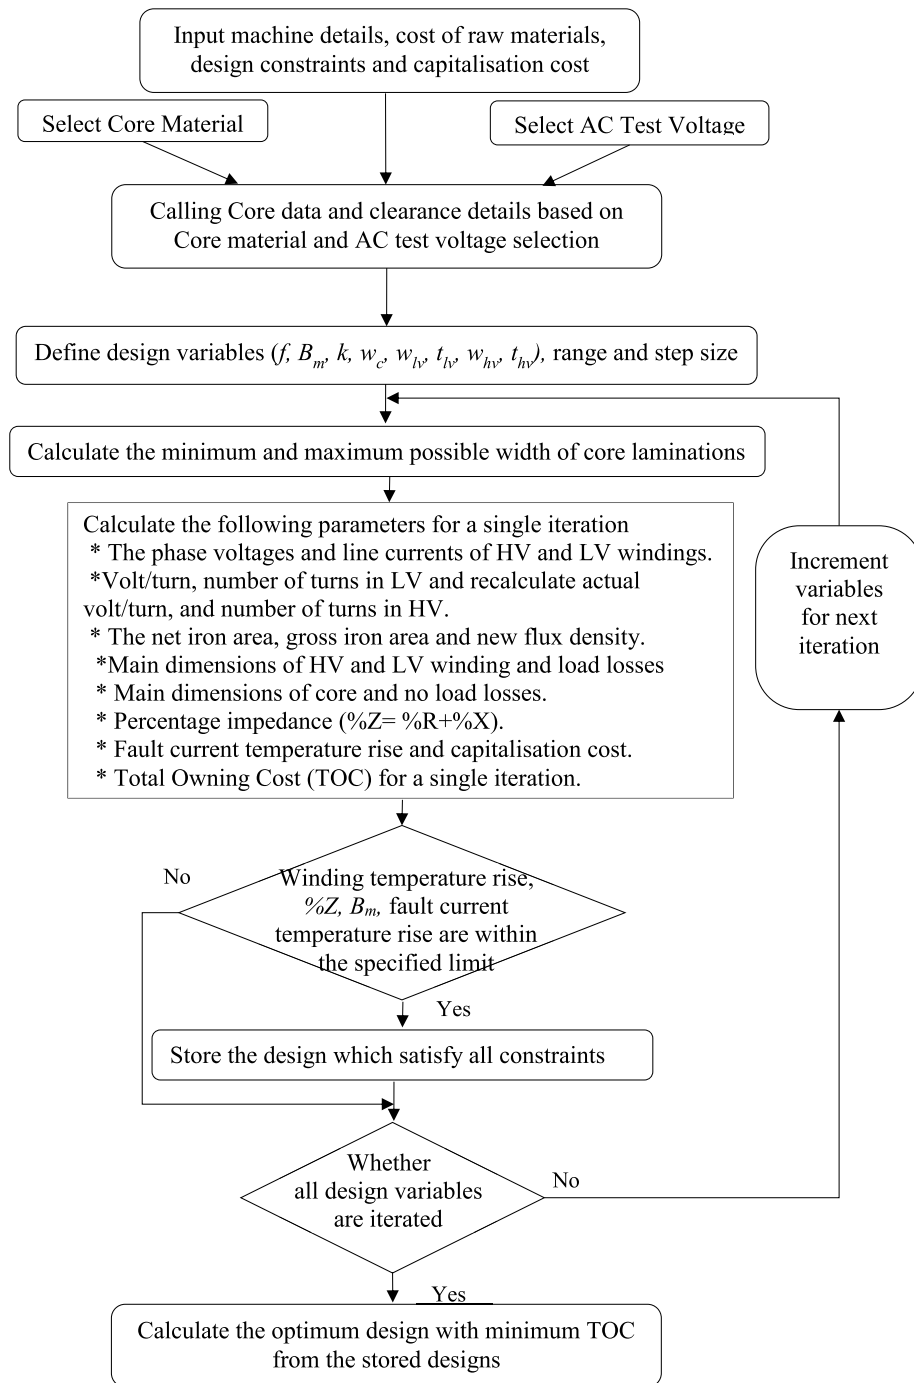 Input machine details, cost of raw materials,
design constraints and capitalisation cost
Select Core Material
Select AC Test Voltage
Calling Core data and clearance details based on
Core material and AC test voltage selection
Define design variables (f, Bm, k, wc, wlv, tlv, whv, thv), range and step size
Calculate the minimum and maximum possible width of core laminations
Calculate the following parameters for a single iteration
* The phase voltages and line currents of HV and LV windings.
*Volt/turn, number of turns in LV and recalculate actual
volt/turn, and number of turns in HV.
* The net iron area, gross iron area and new flux density.
*Main dimensions of HV and LV winding and load losses
* Main dimensions of core and no load losses.
* Percentage impedance (%Z= %R+%X).
* Fault current temperature rise and capitalisation cost.
* Total Owning Cost (TOC) for a single iteration.
Increment
variables
for next
iteration
No
Winding temperature rise,
%Z, Bm, fault current
temperature rise are within
the specified limit
Yes
Store the design which satisfy all constraints
Whether
all design variables
are iterated
No
Yes
Calculate the optimum design with minimum TOC
from the stored designs